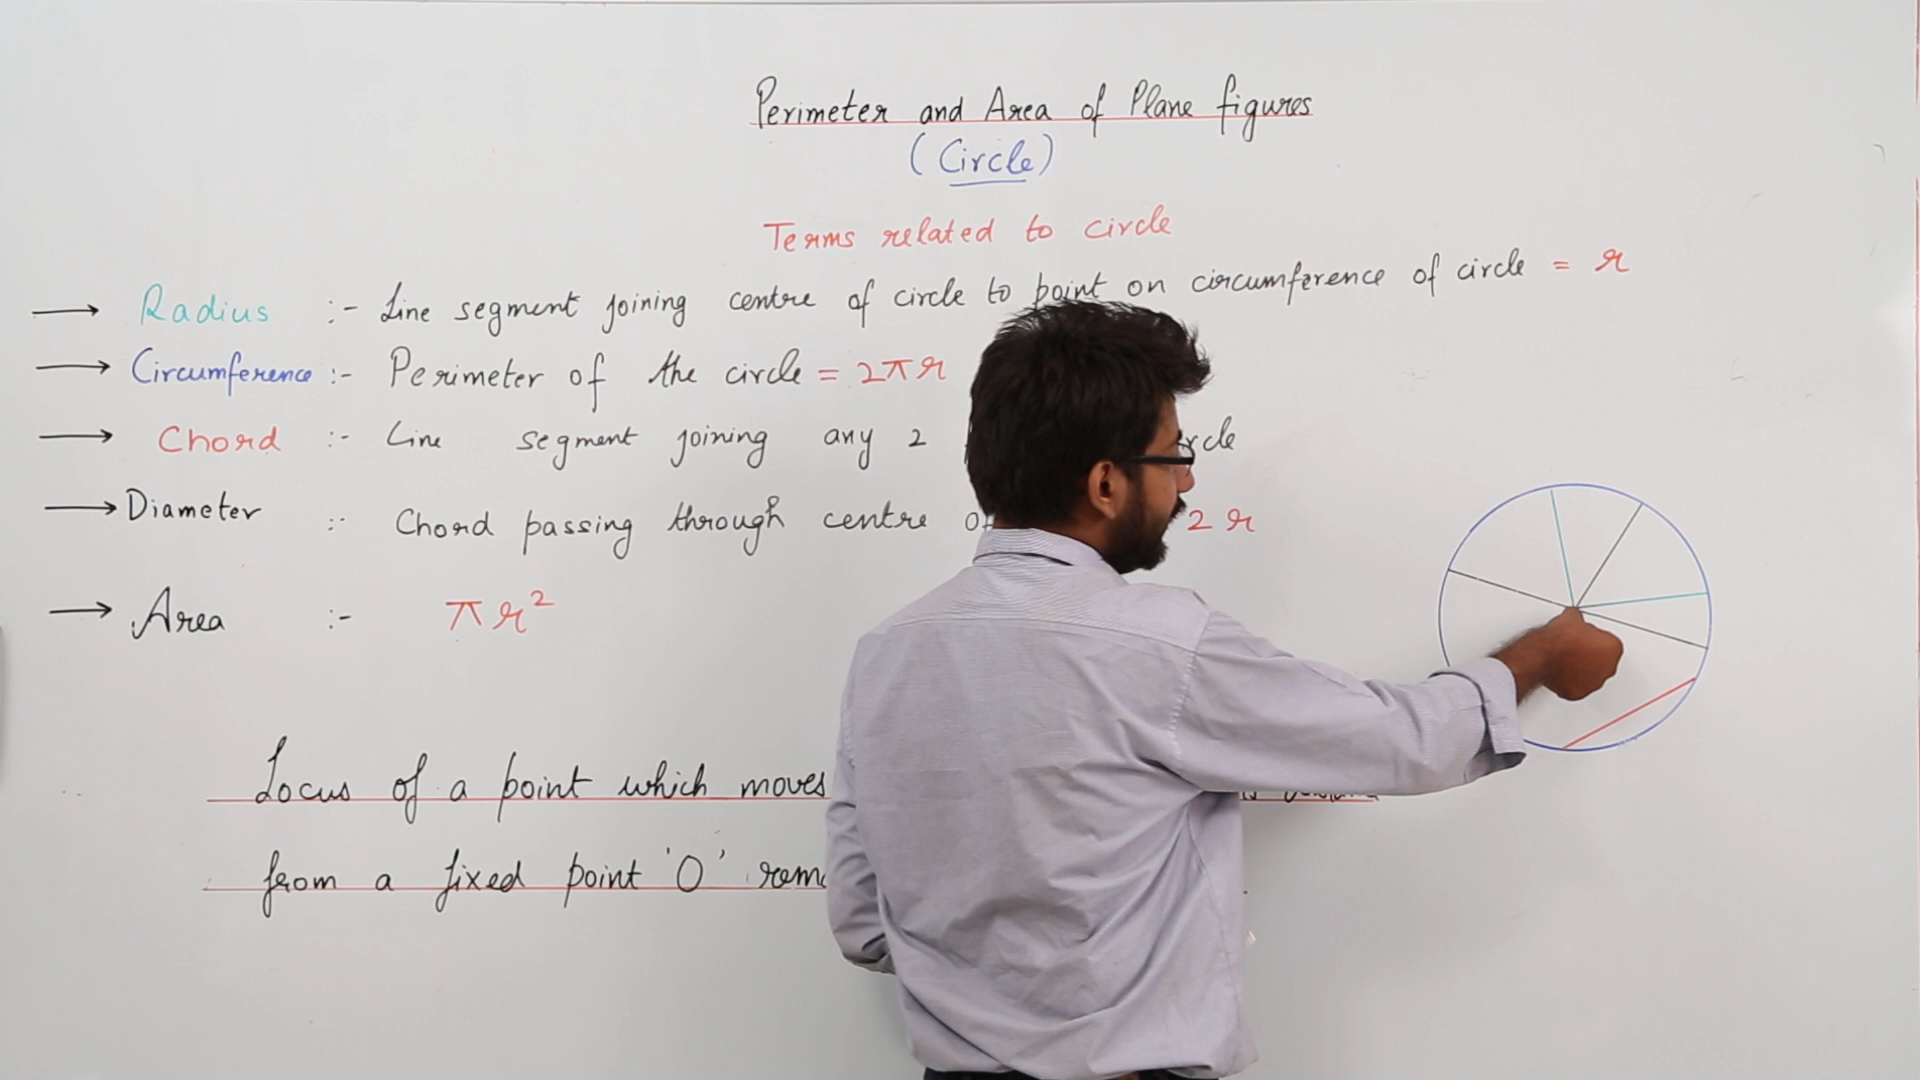 Perimeter and Area of Plane figures
(Circle)
Terms related to circle
→ Radius :- Line segment joining centre of circle to point on circumference of circle = r
→ Circumference :- Perimeter of the circle = 2πr
→ Chord :- Line segment joining any 2
→ Diameter :- Chord passing through centre 2r
→ Area :- πr²
Locus of a point which moves
from a fixed point 'O'